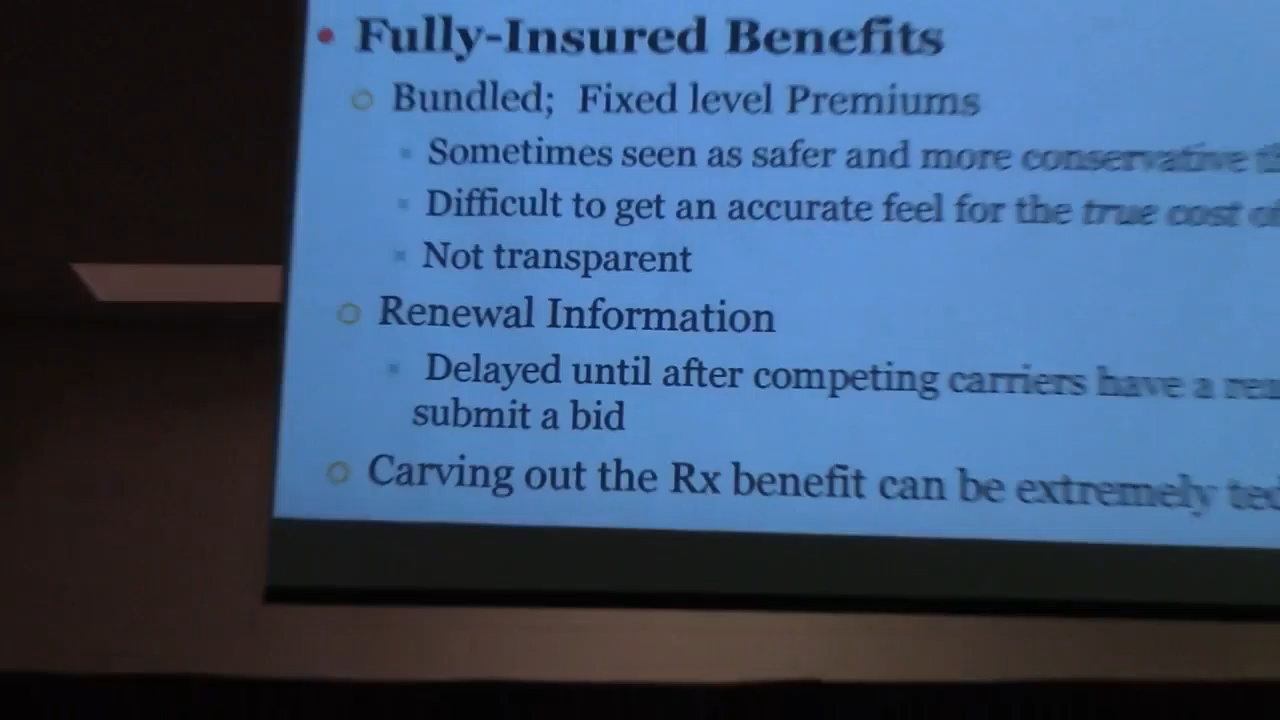 Fully-Insured Benefits
Bundled; Fixed level Premiums
Sometimes seen as safer and more conservative
Difficult to get an accurate feel for the true cost of
Not transparent
Renewal Information
Delayed until after competing carriers have a
submit a bid
Carving out the Rx benefit can be extremely